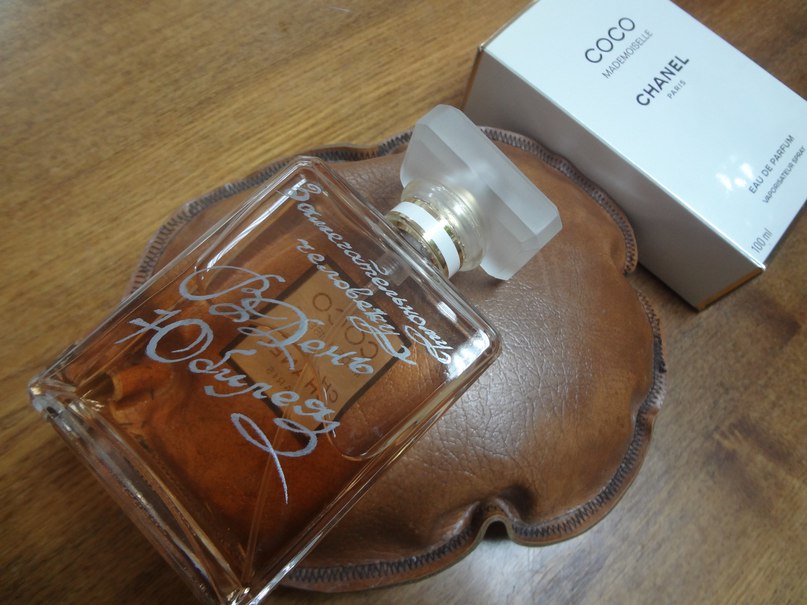 Замечательному
человеку
В День
Юбилея
COCO
MADEMOISELLE
CHANEL
PARIS
EAU DE PARFUM
VAPORISATEUR SPRAY
100 ml